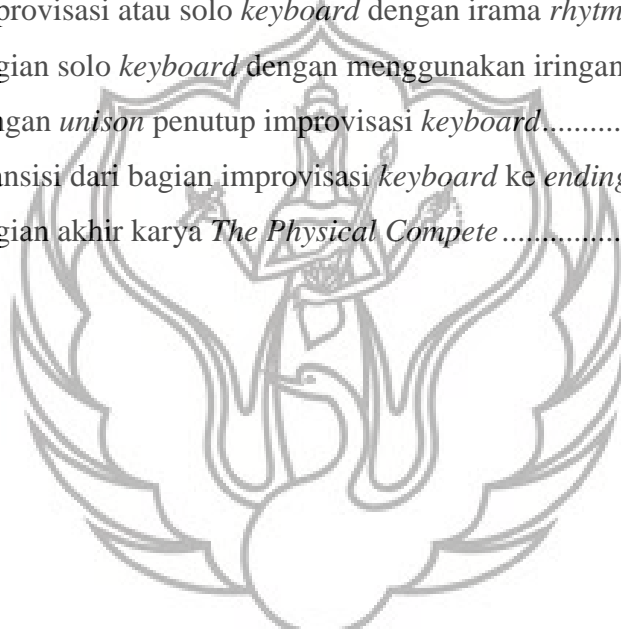 provisasi atau solo keyboard dengan irama rhytm
gian solo keyboard dengan menggunakan iringan
ngan unison penutup improvisasi keyboard..........
ansisi dari bagian improvisasi keyboard ke ending
gian akhir karya The Physical Compete...............